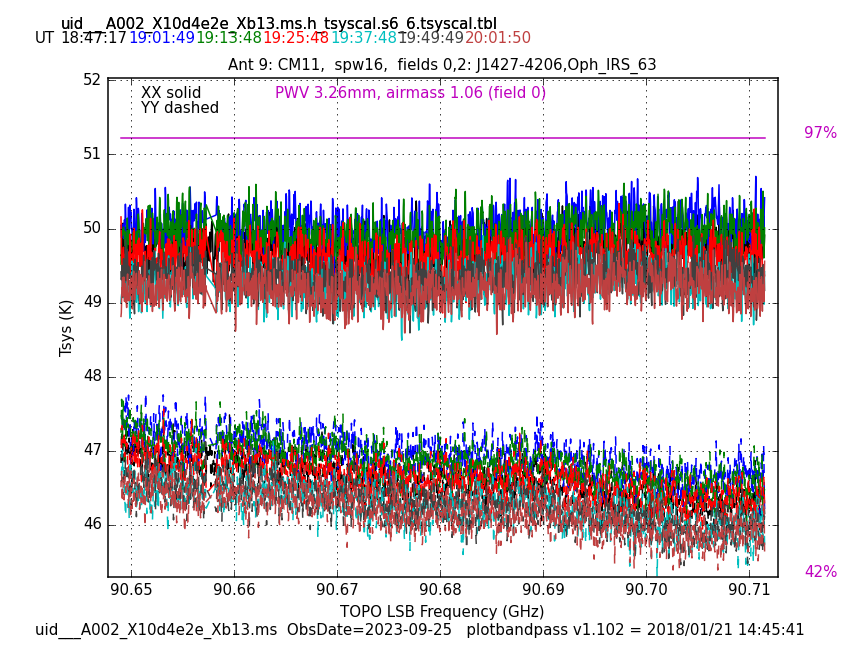 uid___A002_X10d4e2e_Xb13.ms.h_tsyscal.s6_6.tsyscal.tbl
UT 18:47:17 19:01:49 19:13:48 19:25:48 19:37:48 19:49:49 20:01:50
Ant 9: CM11,  spw16,  fields 0,2: J1427-4206,Oph_IRS_63
52
XX solid
PWV 3.26mm, airmass 1.06 (field 0)
YY dashed
97%
51
50
49
Tsys (K)
48
47
46
42%
90.65 90.66 90.67 90.68 90.69 90.70 90.71
TOPO LSB Frequency (GHz)
uid___A002_X10d4e2e_Xb13.ms  ObsDate=2023-09-25   plotbandpass v1.102 = 2018/01/21 14:45:41